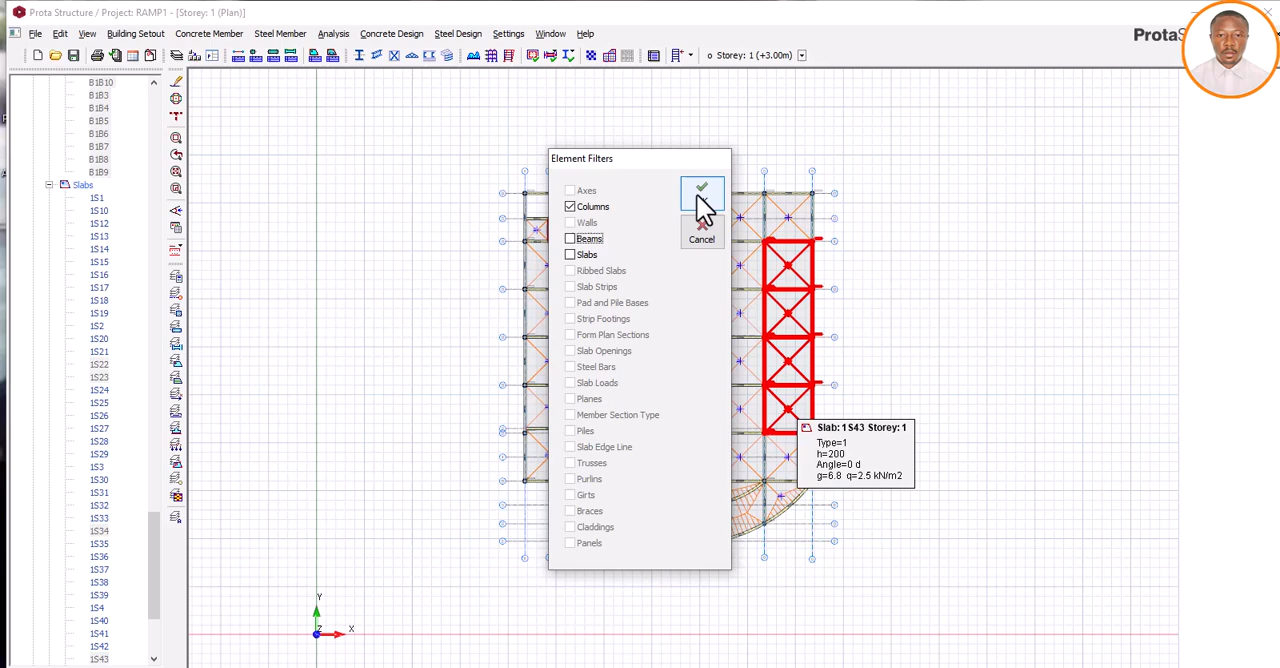 Prota Structure / Project: RAMP1 - [Storey: 1 (Plan)]
File Edit View Building Setout Concrete Member Steel Member Analysis Concrete Design Steel Design Settings Window Help
ProtaS
Storey: 1 (+3.00m)
B1B10
B1B3
B1B4
B1B5
B1B6
B1B7
B1B8
B1B9
Slabs
1S1
1S10
1S12
1S13
1S14
1S15
1S16
1S17
1S18
1S19
1S2
1S21
1S22
1S23
1S24
1S25
1S26
1S27
1S28
1S3
1S30
1S31
1S32
1S33
1S34
1S35
1S36
1S37
1S38
1S39
1S4
1S40
1S41
1S42
1S43
Element Filters
Axes
Columns
Walls
Beams
Slabs
Ribbed Slabs
Slab Strips
Pad and Pile Bases
Strip Footings
Form Plan Sections
Slab Openings
Steel Bars
Slab Loads
Planes
Member Section Type
Piles
Slab Edge Line
Trusses
Purlins
Girts
Braces
Claddings
Panels
Cancel
Slab: 1S43 Storey: 1
Type=1
h=200
Angle=0 d
g=6.8 q=2.5 kN/m2
Y
Z
X